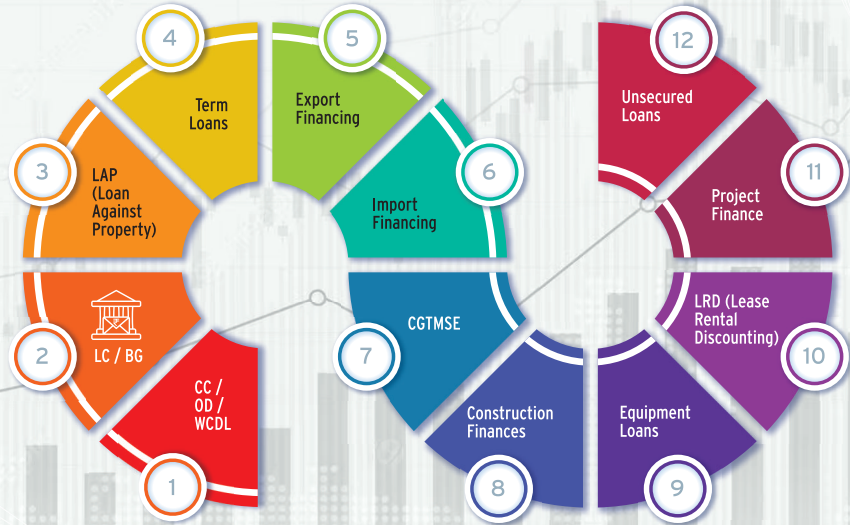 1
CC /
OD /
WCDL
2
LC / BG
3
LAP
(Loan
Against
Property)
4
Term
Loans
5
Export
Financing
6
Import
Financing
7
CGTMSE
8
Construction
Finances
9
Equipment
Loans
10
LRD (Lease
Rental
Discounting)
11
Project
Finance
12
Unsecured
Loans